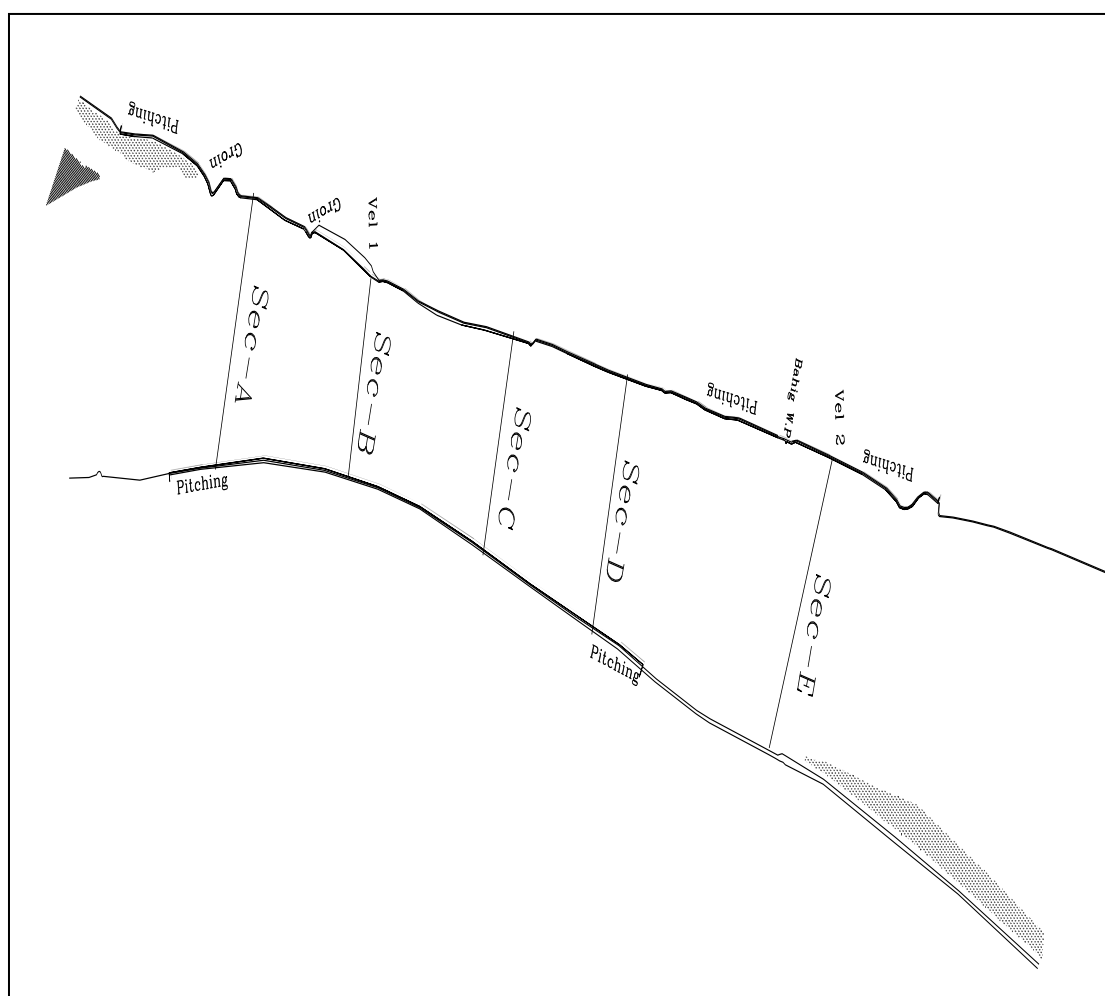 Pitching
Groin
Groin
Vel 1
Sec-A
Sec-B
Sec-C
Sec-D
Pitching
Bahig W.P
Vel 2
Pitching
Sec-E
Pitching
Pitching